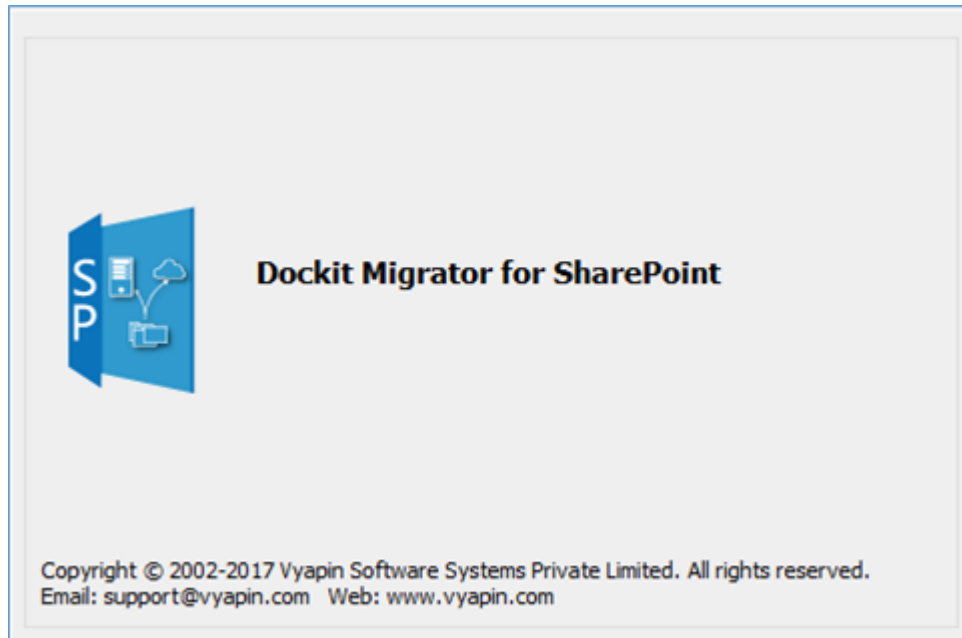 S
P
Dockit Migrator for SharePoint
Copyright © 2002-2017 Vyapin Software Systems Private Limited. All rights reserved.
Email: support@vyapin.com Web: www.vyapin.com